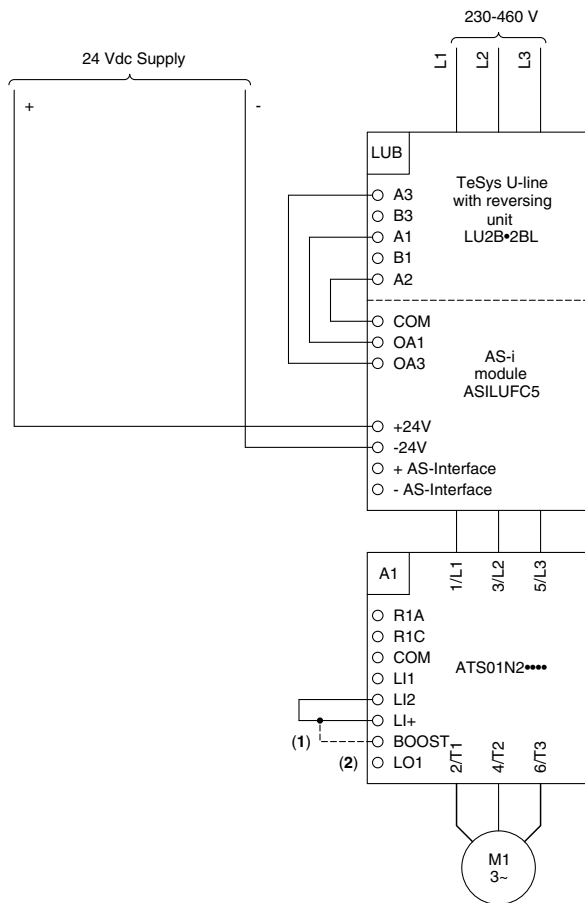 230-460 V
L1
L2
L3
24 Vdc Supply
+
-
LUB
TeSys U-line
with reversing
unit
LU2B•2BL
A3
B3
A1
B1
A2
COM
OA1
OA3
AS-i
module
ASILUFC5
+24V
-24V
+ AS-Interface
- AS-Interface
A1
1/L1
3/L2
5/L3
R1A
R1C
COM
LI1
LI2
LI+
BOOST
LO1
ATS01N2••••
(1)
(2)
2/T1
4/T2
6/T3
M1
3~